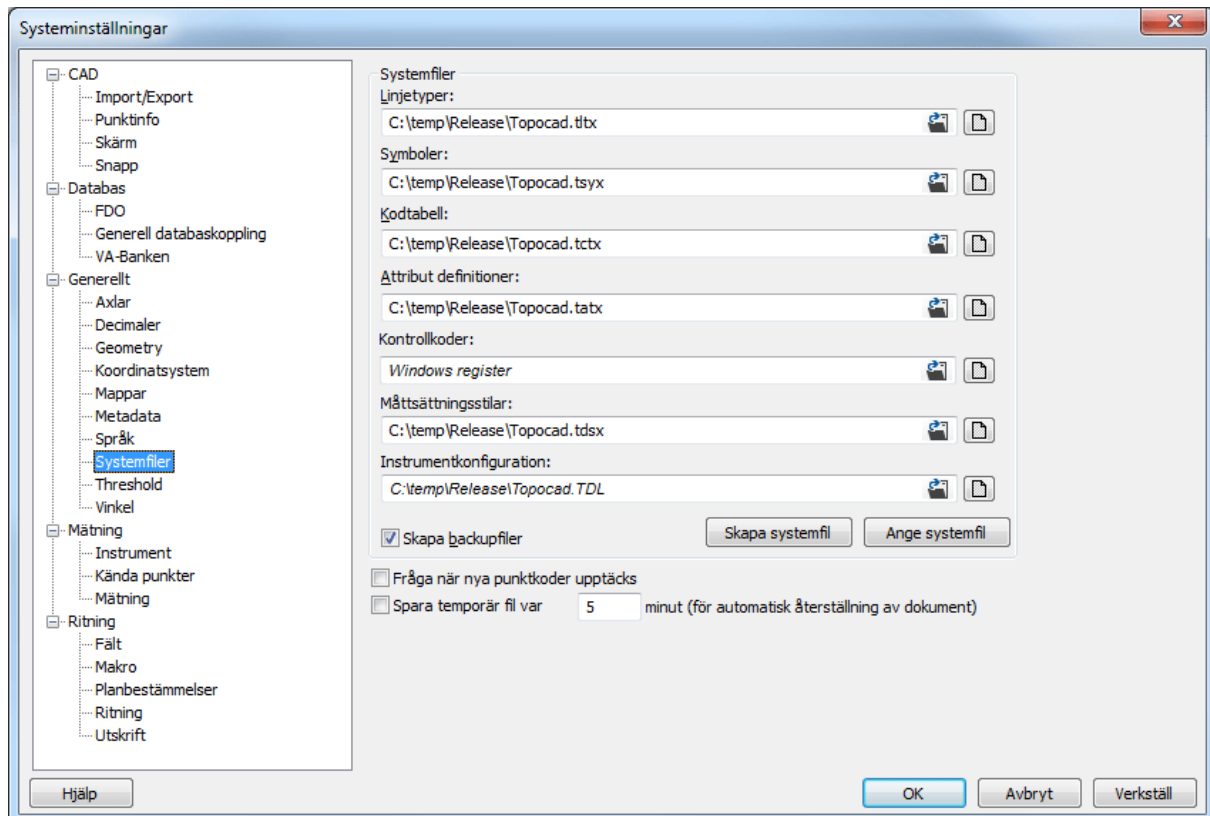 Systeminställningar
CAD
Import/Export
Punktinfo
Skärm
Snapp
Databas
FDO
Generell databaskoppling
VA-Banken
Generellt
Axlar
Decimaler
Geometry
Koordinatsystem
Mappar
Metadata
Språk
Systemfiler
Threshold
Vinkel
Mätning
Instrument
Kända punkter
Mätning
Ritning
Fält
Makro
Planbestämmelser
Ritning
Utskrift
Systemfiler
Linjetyper:
C:\temp\Release\Topocad.tltx
Symboler:
C:\temp\Release\Topocad.tsyx
Kodtabell:
C:\temp\Release\Topocad.tctx
Attribut definitioner:
C:\temp\Release\Topocad.tatx
Kontrollkoder:
Windows register
Måttsättningsstilar:
C:\temp\Release\Topocad.tdsx
Instrumentkonfiguration:
C:\temp\Release\Topocad.TDL
Skapa backupfiler
Skapa systemfil
Ange systemfil
Fråga när nya punktkoder upptäcks
Spara temporär fil var 5 minut (för automatisk återställning av dokument)
Hjälp
OK
Avbryt
Verkställ